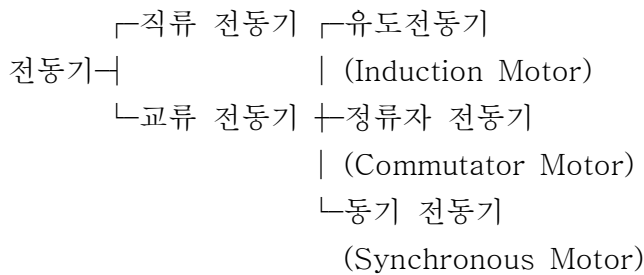 ┌─직류 전동기 ┌─유도전동기
전동기─┤ │ (Induction Motor)
└─교류 전동기 ┼─정류자 전동기
│ (Commutator Motor)
└─동기 전동기
(Synchronous Motor)